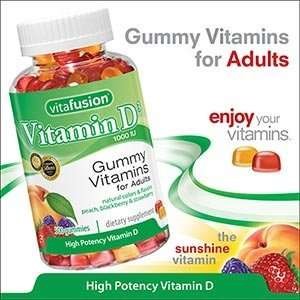 Gummy Vitamins
for Adults
vitafusion
Vitamin D3
1000 IU
Gummy
Vitamins
for Adults
natural colors & flavors
peach, blackberry & strawberry
gummies
dietary supplement
High Potency Vitamin D
enjoy your
vitamins.
the
sunshine
vitamin
High Potency Vitamin D